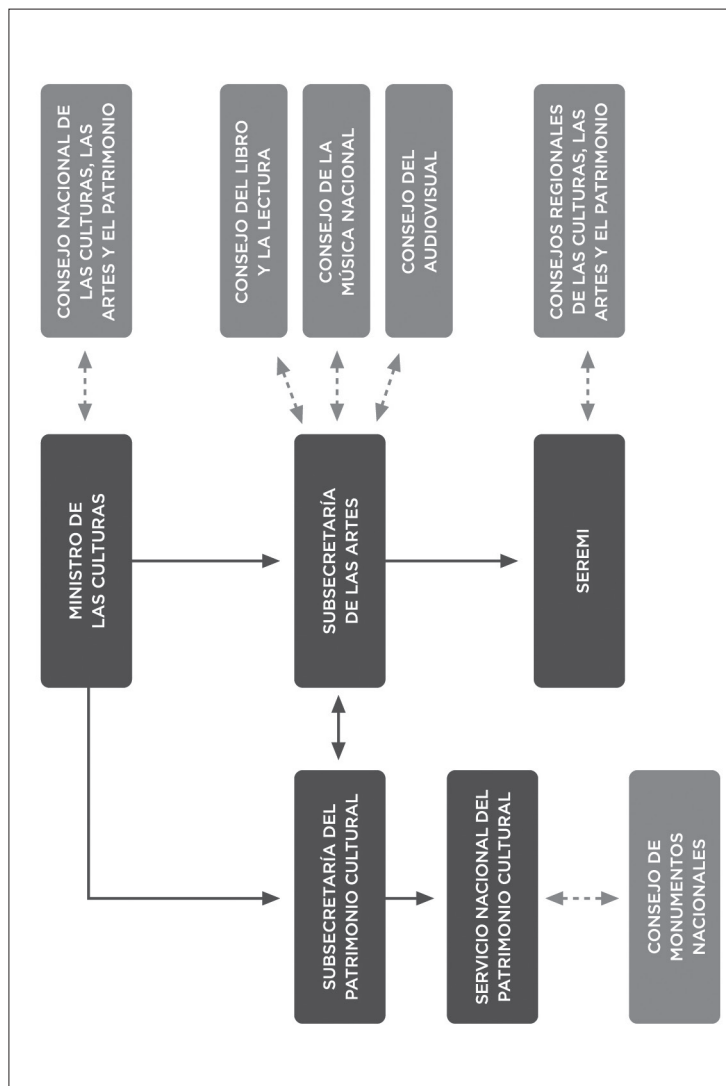 MINISTRO DE
LAS CULTURAS
CONSEJO NACIONAL DE
LAS CULTURAS, LAS
ARTES Y EL PATRIMONIO
SUBSECRETARÍA DEL
PATRIMONIO CULTURAL
SUBSECRETARÍA
DE LAS ARTES
CONSEJO DEL LIBRO
Y LA LECTURA
CONSEJO DE LA
MÚSICA NACIONAL
CONSEJO DEL
AUDIOVISUAL
SERVICIO NACIONAL DEL
PATRIMONIO CULTURAL
SEREMI
CONSEJOS REGIONALES
DE LAS CULTURAS, LAS
ARTES Y EL PATRIMONIO
CONSEJO DE
MONUMENTOS
NACIONALES